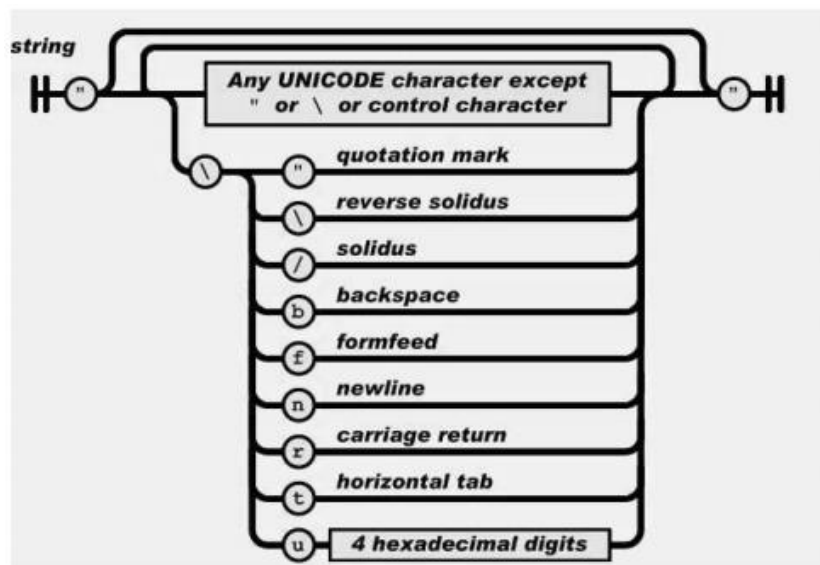 string
" Any UNICODE character except "
" or \ or control character
\ " quotation mark
\ reverse solidus
/ solidus
b backspace
f formfeed
n newline
r carriage return
t horizontal tab
u 4 hexadecimal digits